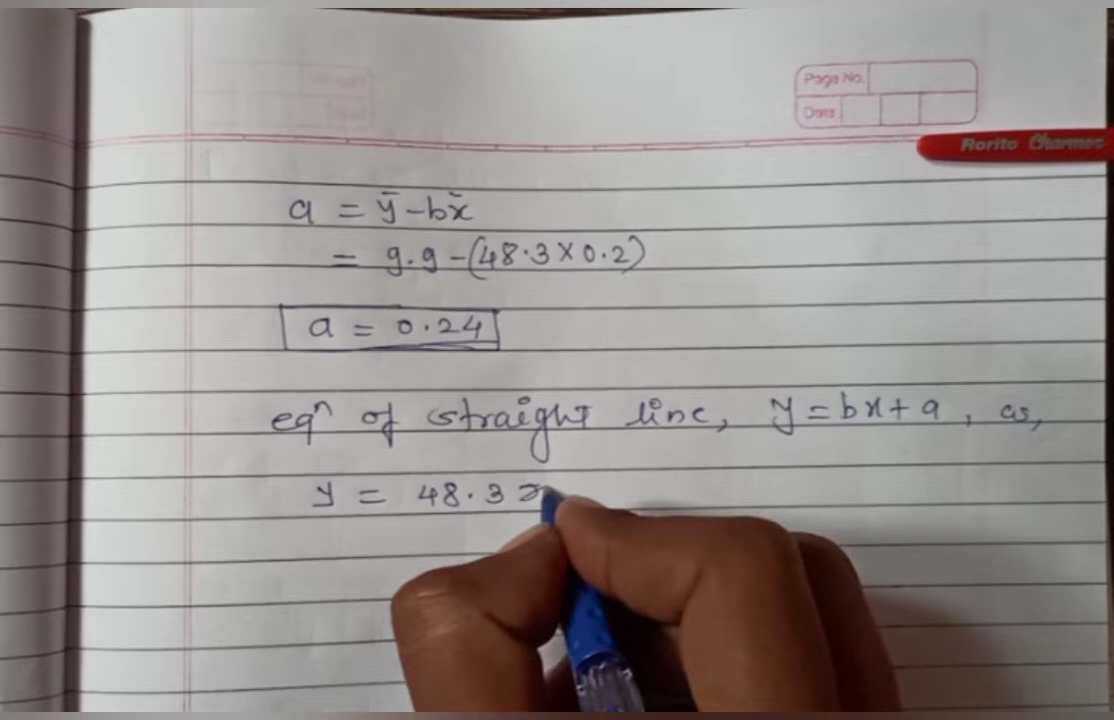 Page No.
Date
Rorito Charmer
a = ȳ - bx̄
= 9.9 - (48.3 × 0.2)
a = 0.24
eqⁿ of straight line, y = bx + a, as,
y = 48.3 x